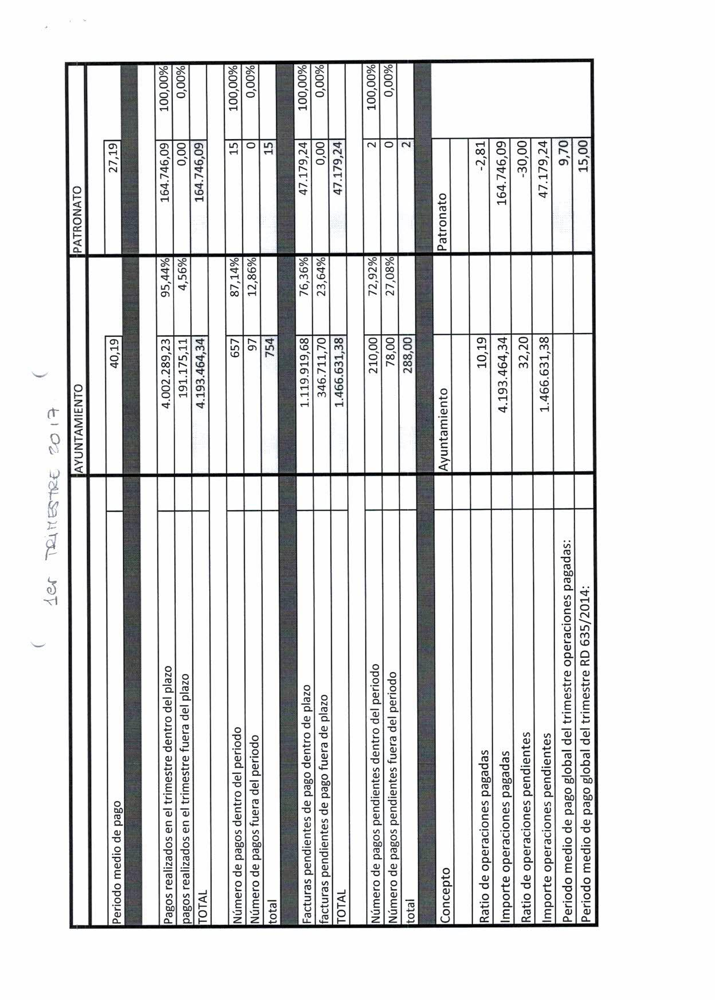 1er TRIMESTRE 2017
AYUNTAMIENTO PATRONATO
Periodo medio de pago 40,19 27,19
Pagos realizados en el trimestre dentro del plazo 4.002.289,23 95,44% 164.746,09 100,00%
pagos realizados en el trimestre fuera del plazo 191.175,11 4,56% 0,00 0,00%
TOTAL 4.193.464,34 164.746,09
Número de pagos dentro del periodo 657 87,14% 15 100,00%
Número de pagos fuera del periodo 97 12,86% 0 0,00%
total 754 15
Facturas pendientes de pago dentro de plazo 1.119.919,68 76,36% 47.179,24 100,00%
facturas pendientes de pago fuera de plazo 346.711,70 23,64% 0,00 0,00%
TOTAL 1.466.631,38 47.179,24
Número de pagos pendientes dentro del periodo 210,00 72,92% 2 100,00%
Número de pagos pendientes fuera del periodo 78,00 27,08% 0 0,00%
total 288,00 2
Concepto Ayuntamiento Patronato
Ratio de operaciones pagadas 10,19 -2,81
Importe operaciones pagadas 4.193.464,34 164.746,09
Ratio de operaciones pendientes 32,20 -30,00
Importe operaciones pendientes 1.466.631,38 47.179,24
Periodo medio de pago global del trimestre operaciones pagadas: 9,70
Periodo medio de pago global del trimestre RD 635/2014: 15,00